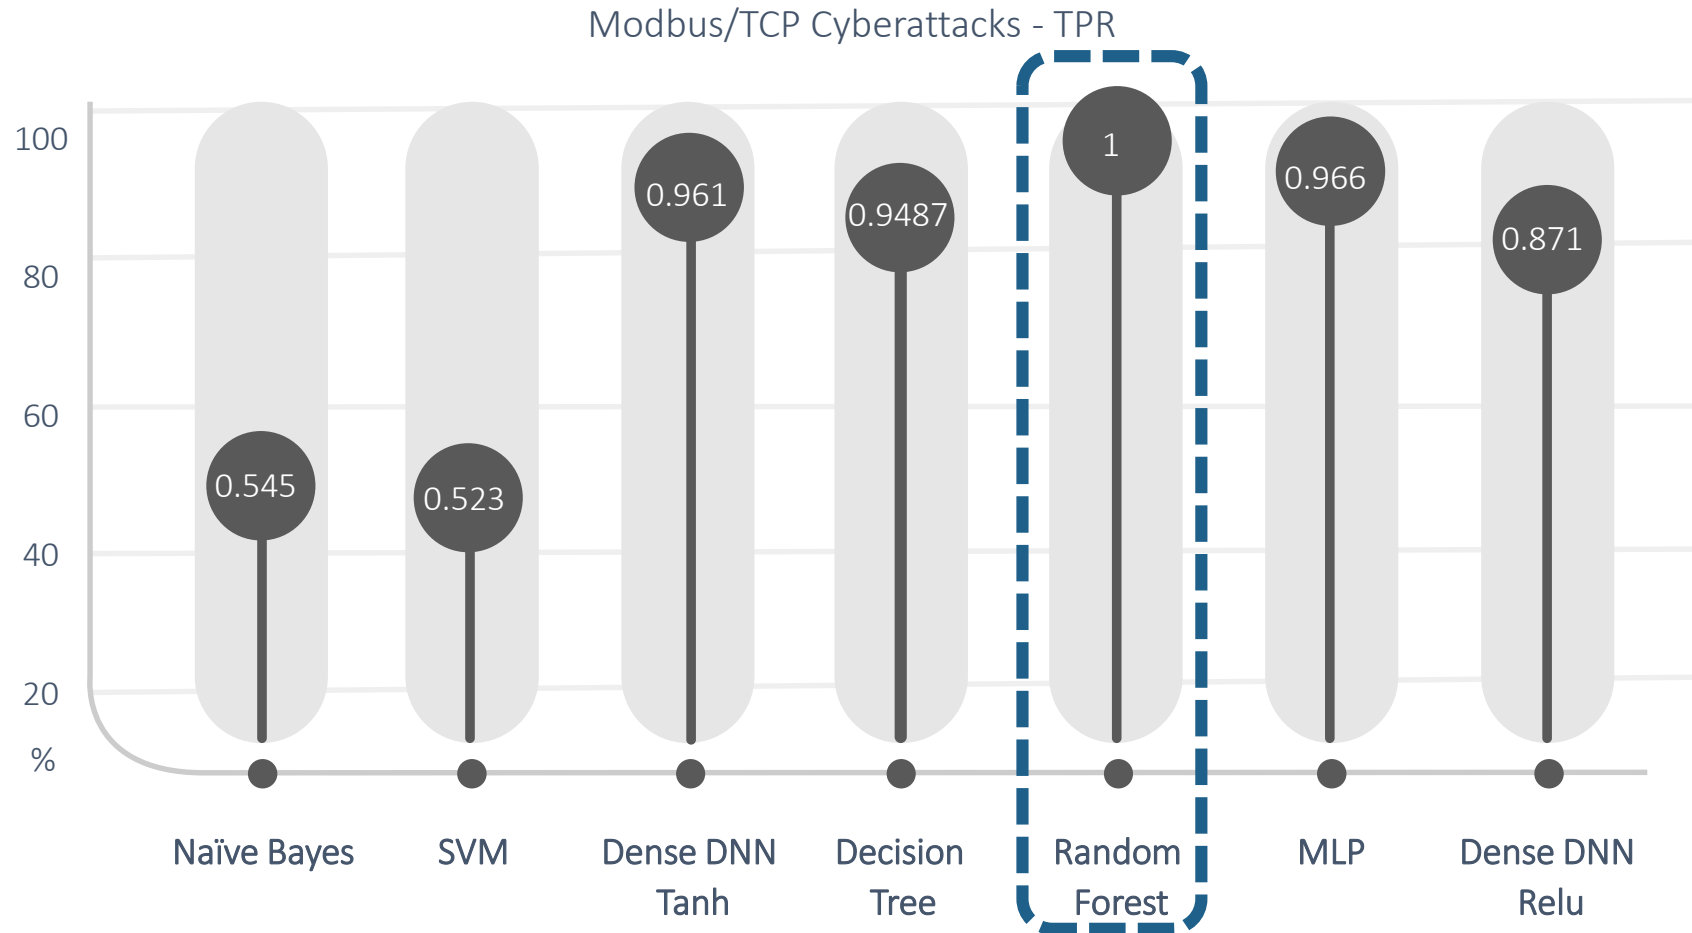 Modbus/TCP Cyberattacks - TPR
100
80
60
40
20
%
0.545
0.523
0.961
0.9487
1
0.966
0.871
Naïve Bayes
SVM
Dense DNN
Tanh
Decision
Tree
Random
Forest
MLP
Dense DNN
Relu